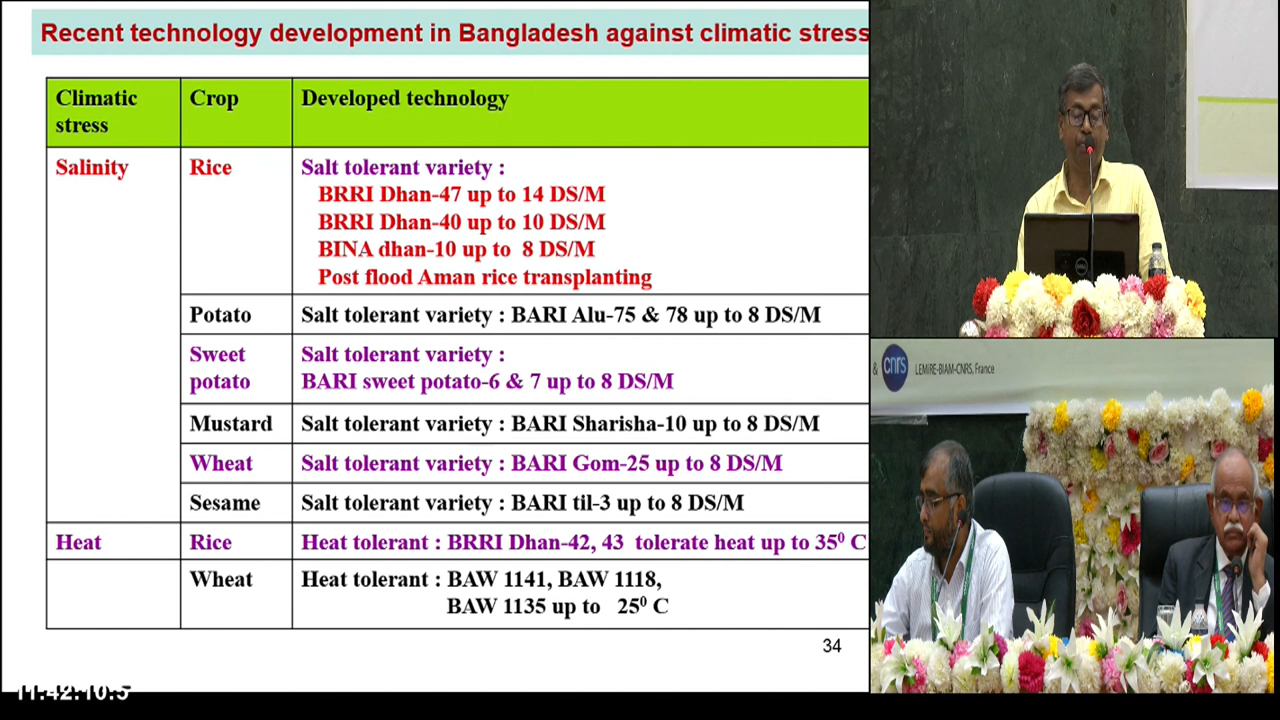 Recent technology development in Bangladesh against climatic stress
Climatic stress
Crop
Developed technology
Salinity
Rice
Salt tolerant variety :
BRRI Dhan-47 up to 14 DS/M
BRRI Dhan-40 up to 10 DS/M
BINA dhan-10 up to 8 DS/M
Post flood Aman rice transplanting
Potato
Salt tolerant variety : BARI Alu-75 & 78 up to 8 DS/M
Sweet potato
Salt tolerant variety :
BARI sweet potato-6 & 7 up to 8 DS/M
Mustard
Salt tolerant variety : BARI Sharisha-10 up to 8 DS/M
Wheat
Salt tolerant variety : BARI Gom-25 up to 8 DS/M
Sesame
Salt tolerant variety : BARI til-3 up to 8 DS/M
Heat
Rice
Heat tolerant : BRRI Dhan-42, 43 tolerate heat up to 35⁰ C
Wheat
Heat tolerant : BAW 1141, BAW 1118,
BAW 1135 up to 25⁰ C
34
11:42:10:5
DELL
& cnrs LEMiRE-BIAM-CNRS, France